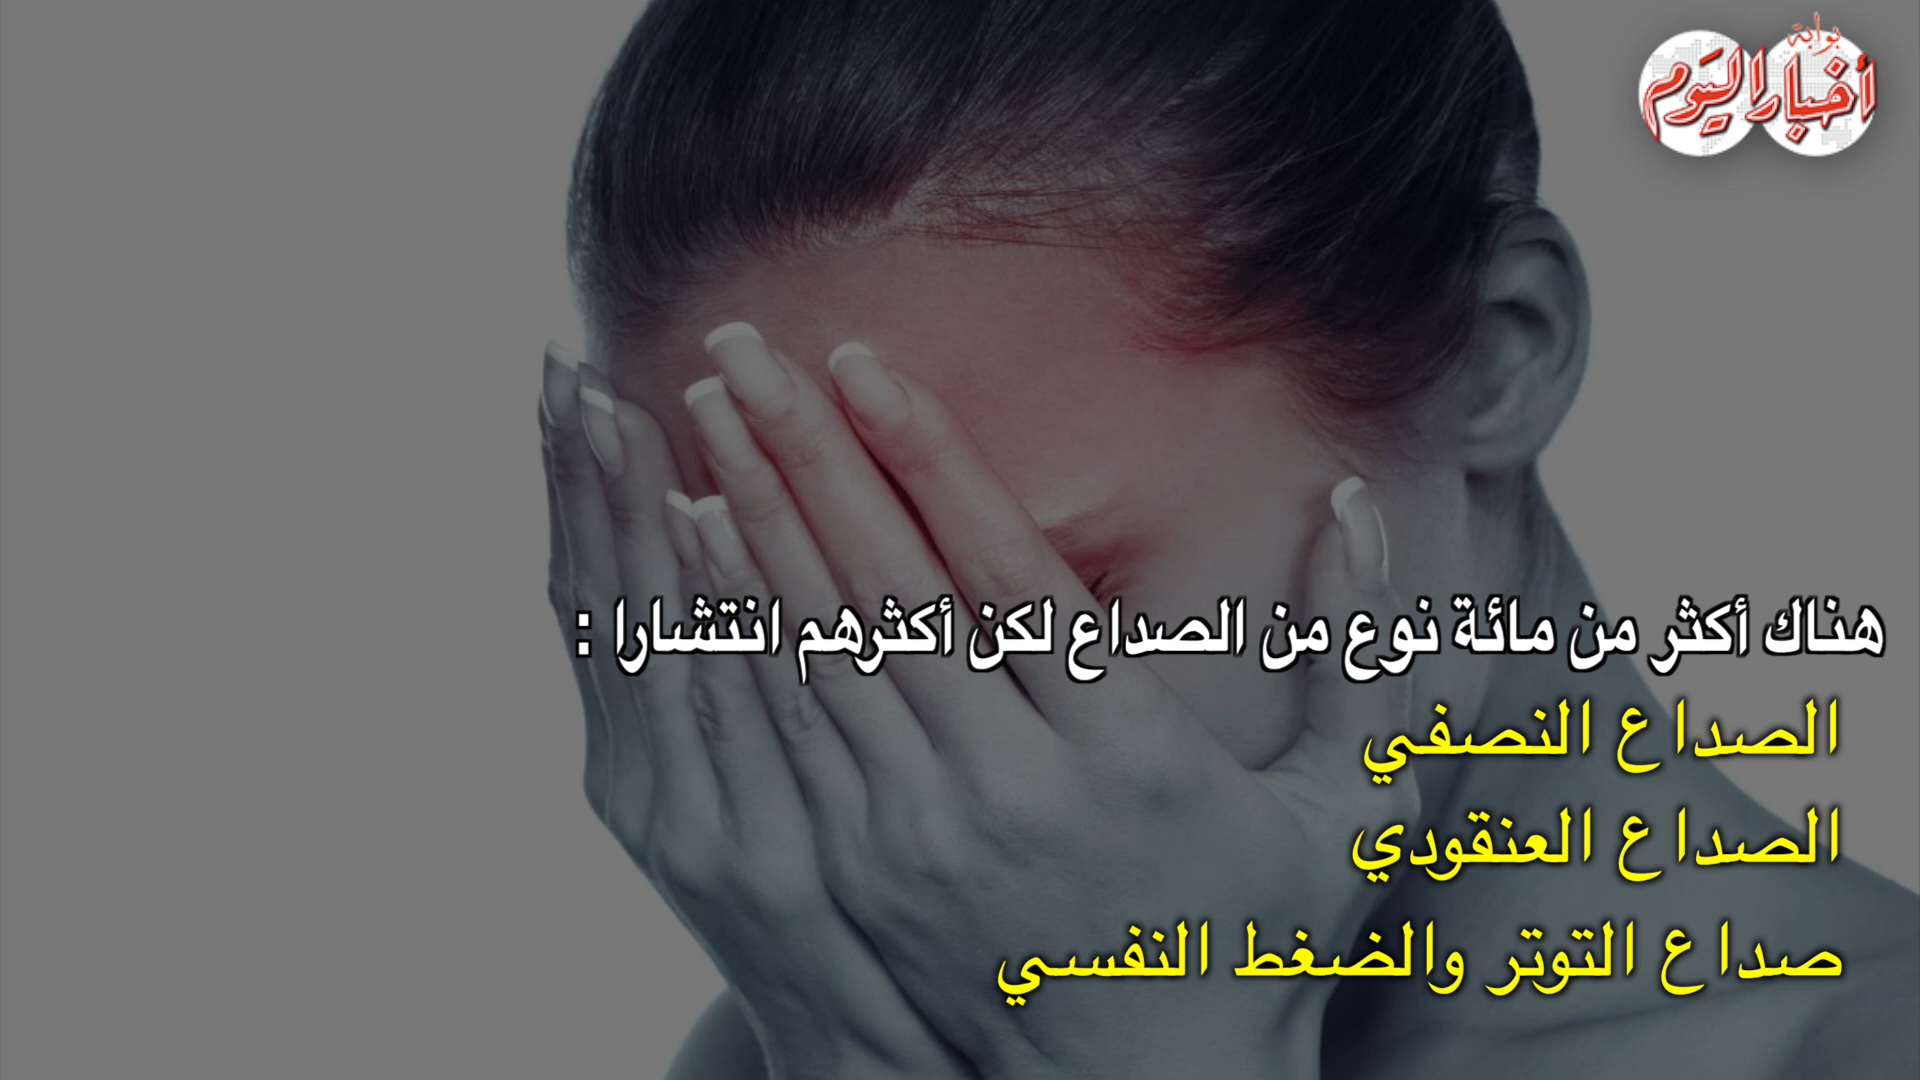 بوابة
أخبار اليوم
هناك أكثر من مائة نوع من الصداع لكن أكثرهم انتشارا :
الصداع النصفي
الصداع العنقودي
صداع التوتر والضغط النفسي